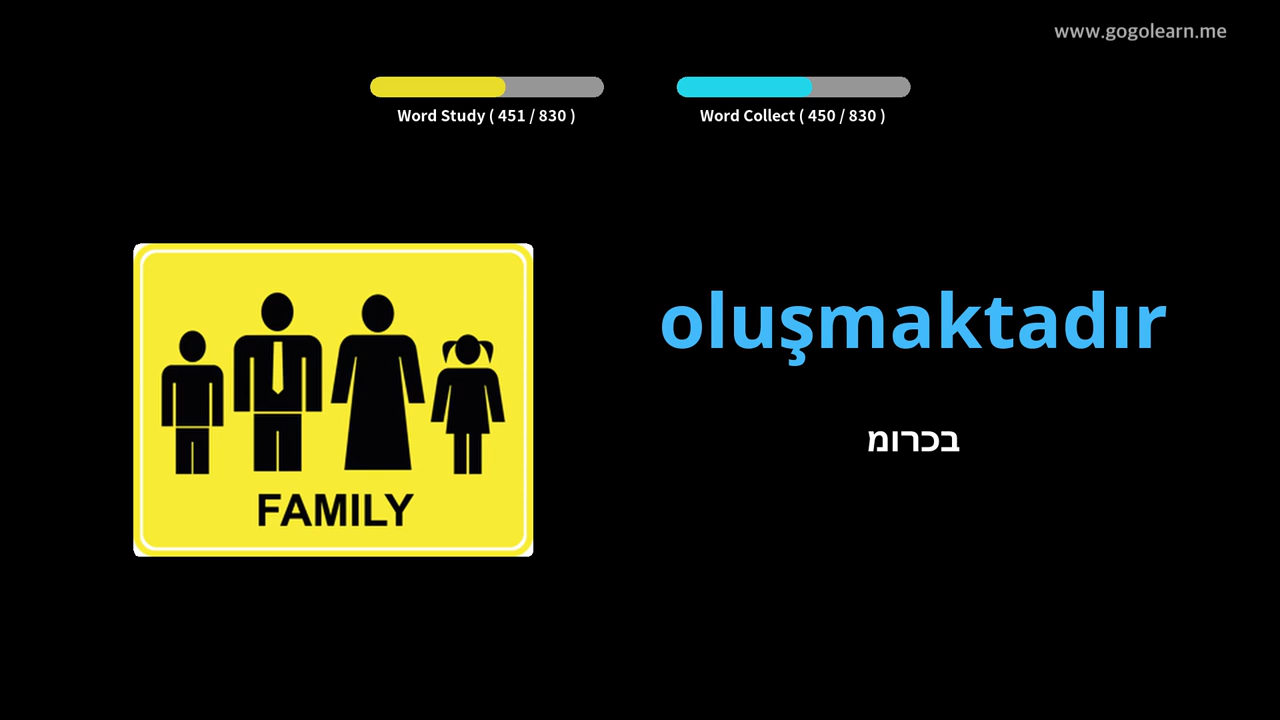 www.gogolearn.me
Word Study ( 451 / 830 )
Word Collect ( 450 / 830 )
oluşmaktadır
בכרומ
FAMILY